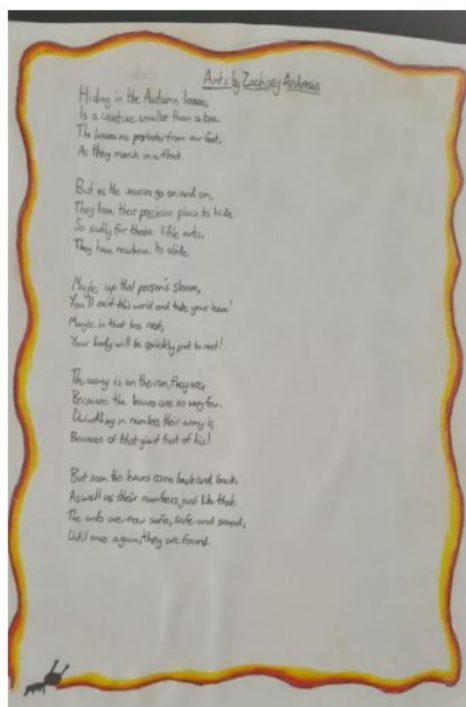 Ants by Zachary Andrews
Hiding in the Autumn leaves,
Is a creature smaller than a bee.
The leaves are protector from our feet,
As they march in a fleet.
But as the seasons go on and on,
They lose their precious place to hide.
So sadly for these little ants,
They have nowhere to abide.
Maybe up that person's sleeve,
You'll exit this world and take your leave!
Maybe in that bee nest,
Your body will be quickly put to rest!
The army is on the run, they are,
Because the leaves are so very few.
Dwindling in numbers their army is,
Because of that giant foot of his!
But soon the leaves come back and back,
Aswell as their numbers, just like that.
The ants are now safe, safe and sound,
Until once again, they are found.